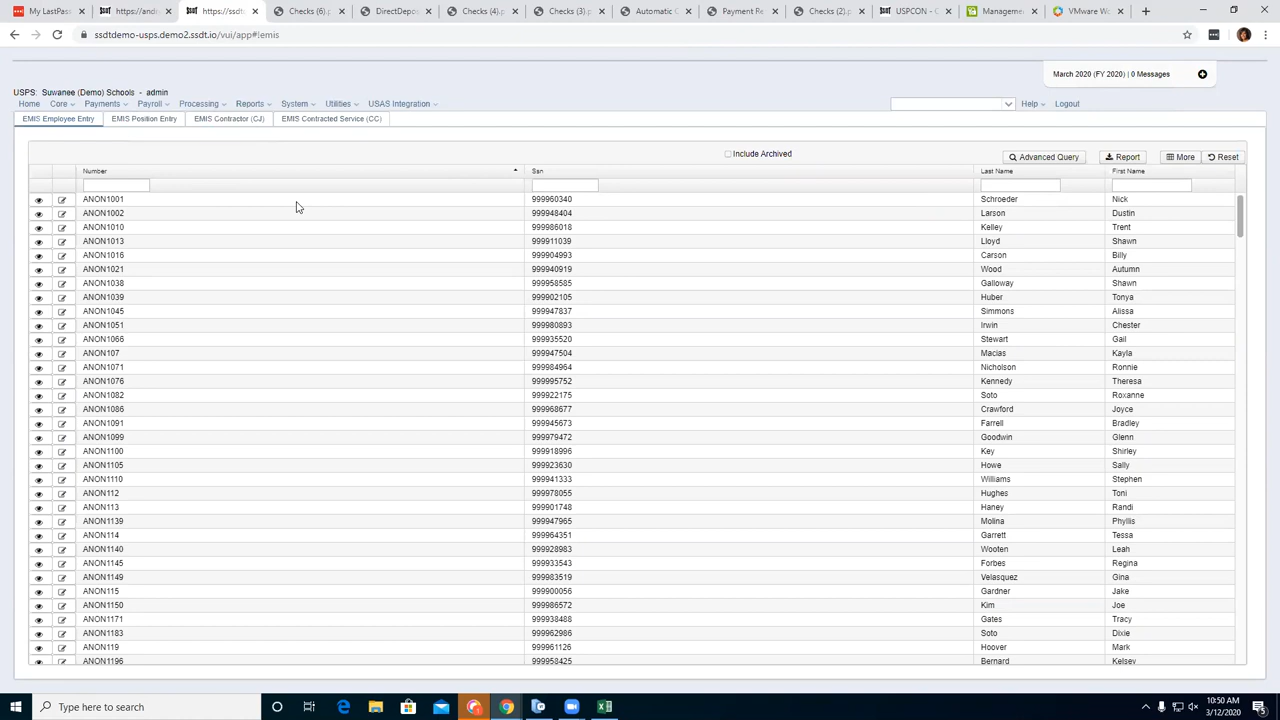 My LastPass
https://ande
https://ssdt
Checks (6).p
DirectDepos
Checks (4).p
Checks (3).p
Automatic C
Payment Re
Checks (2).p
USPCON - C
Manageme
VMware Wo
ssdtdemo-usps.demo2.ssdt.io/vui/app#!emis
March 2020 (FY 2020) | 0 Messages
USPS: Suwanee (Demo) Schools - admin
Home Core Payments Payroll Processing Reports System Utilities USAS Integration Help Logout
EMIS Employee Entry EMIS Position Entry EMIS Contractor (CJ) EMIS Contracted Service (CC)
Include Archived Advanced Query Report More Reset
Number Ssn Last Name First Name
ANON1001 999960340 Schroeder Nick
ANON1002 999948404 Larson Dustin
ANON1010 999986018 Kelley Trent
ANON1013 999911039 Lloyd Shawn
ANON1016 999904993 Carson Billy
ANON1021 999940919 Wood Autumn
ANON1038 999958585 Galloway Shawn
ANON1039 999902105 Huber Tonya
ANON1045 999947837 Simmons Alissa
ANON1051 999980893 Irwin Chester
ANON1066 999935520 Stewart Gail
ANON107 999947504 Macias Kayla
ANON1071 999984964 Nicholson Ronnie
ANON1076 999995752 Kennedy Theresa
ANON1082 999922175 Soto Roxanne
ANON1086 999968677 Crawford Joyce
ANON1091 999945673 Farrell Bradley
ANON1099 999979472 Goodwin Glenn
ANON1100 999918996 Key Shirley
ANON1105 999923630 Howe Sally
ANON1110 999941333 Williams Stephen
ANON112 999978055 Hughes Toni
ANON113 999901748 Haney Randi
ANON1139 999947965 Molina Phyllis
ANON114 999964351 Garrett Tessa
ANON1140 999928983 Wooten Leah
ANON1145 999933543 Forbes Regina
ANON1149 999983519 Velasquez Gina
ANON115 999900056 Gardner Jake
ANON1150 999986572 Kim Joe
ANON1171 999938488 Gates Tracy
ANON1183 999962986 Soto Dixie
ANON119 999961126 Hoover Mark
ANON1196 999958425 Bernard Kelsey
Type here to search
10:50 AM
3/12/2020
5